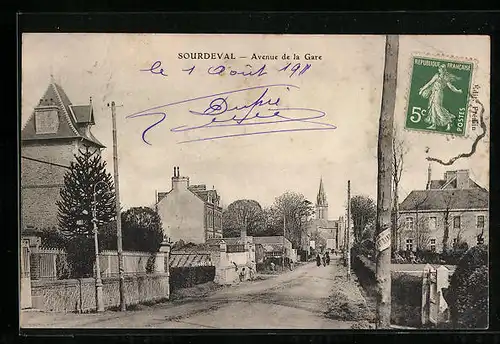 SOURDEVAL — Avenue de la Gare
le 1 Août 1911
Dupré
REPUBLIQUE FRANÇAISE
5c
POSTES